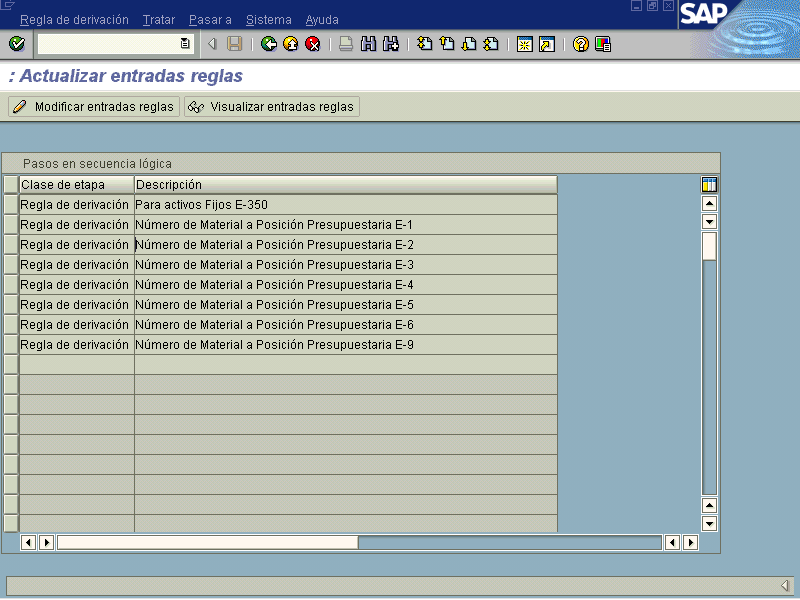 Regla de derivación Tratar Pasar a Sistema Ayuda
SAP
: Actualizar entradas reglas
Modificar entradas reglas Visualizar entradas reglas
Pasos en secuencia lógica
Clase de etapa Descripción
Regla de derivación Para activos Fijos E-350
Regla de derivación Número de Material a Posición Presupuestaria E-1
Regla de derivación Número de Material a Posición Presupuestaria E-2
Regla de derivación Número de Material a Posición Presupuestaria E-3
Regla de derivación Número de Material a Posición Presupuestaria E-4
Regla de derivación Número de Material a Posición Presupuestaria E-5
Regla de derivación Número de Material a Posición Presupuestaria E-6
Regla de derivación Número de Material a Posición Presupuestaria E-9